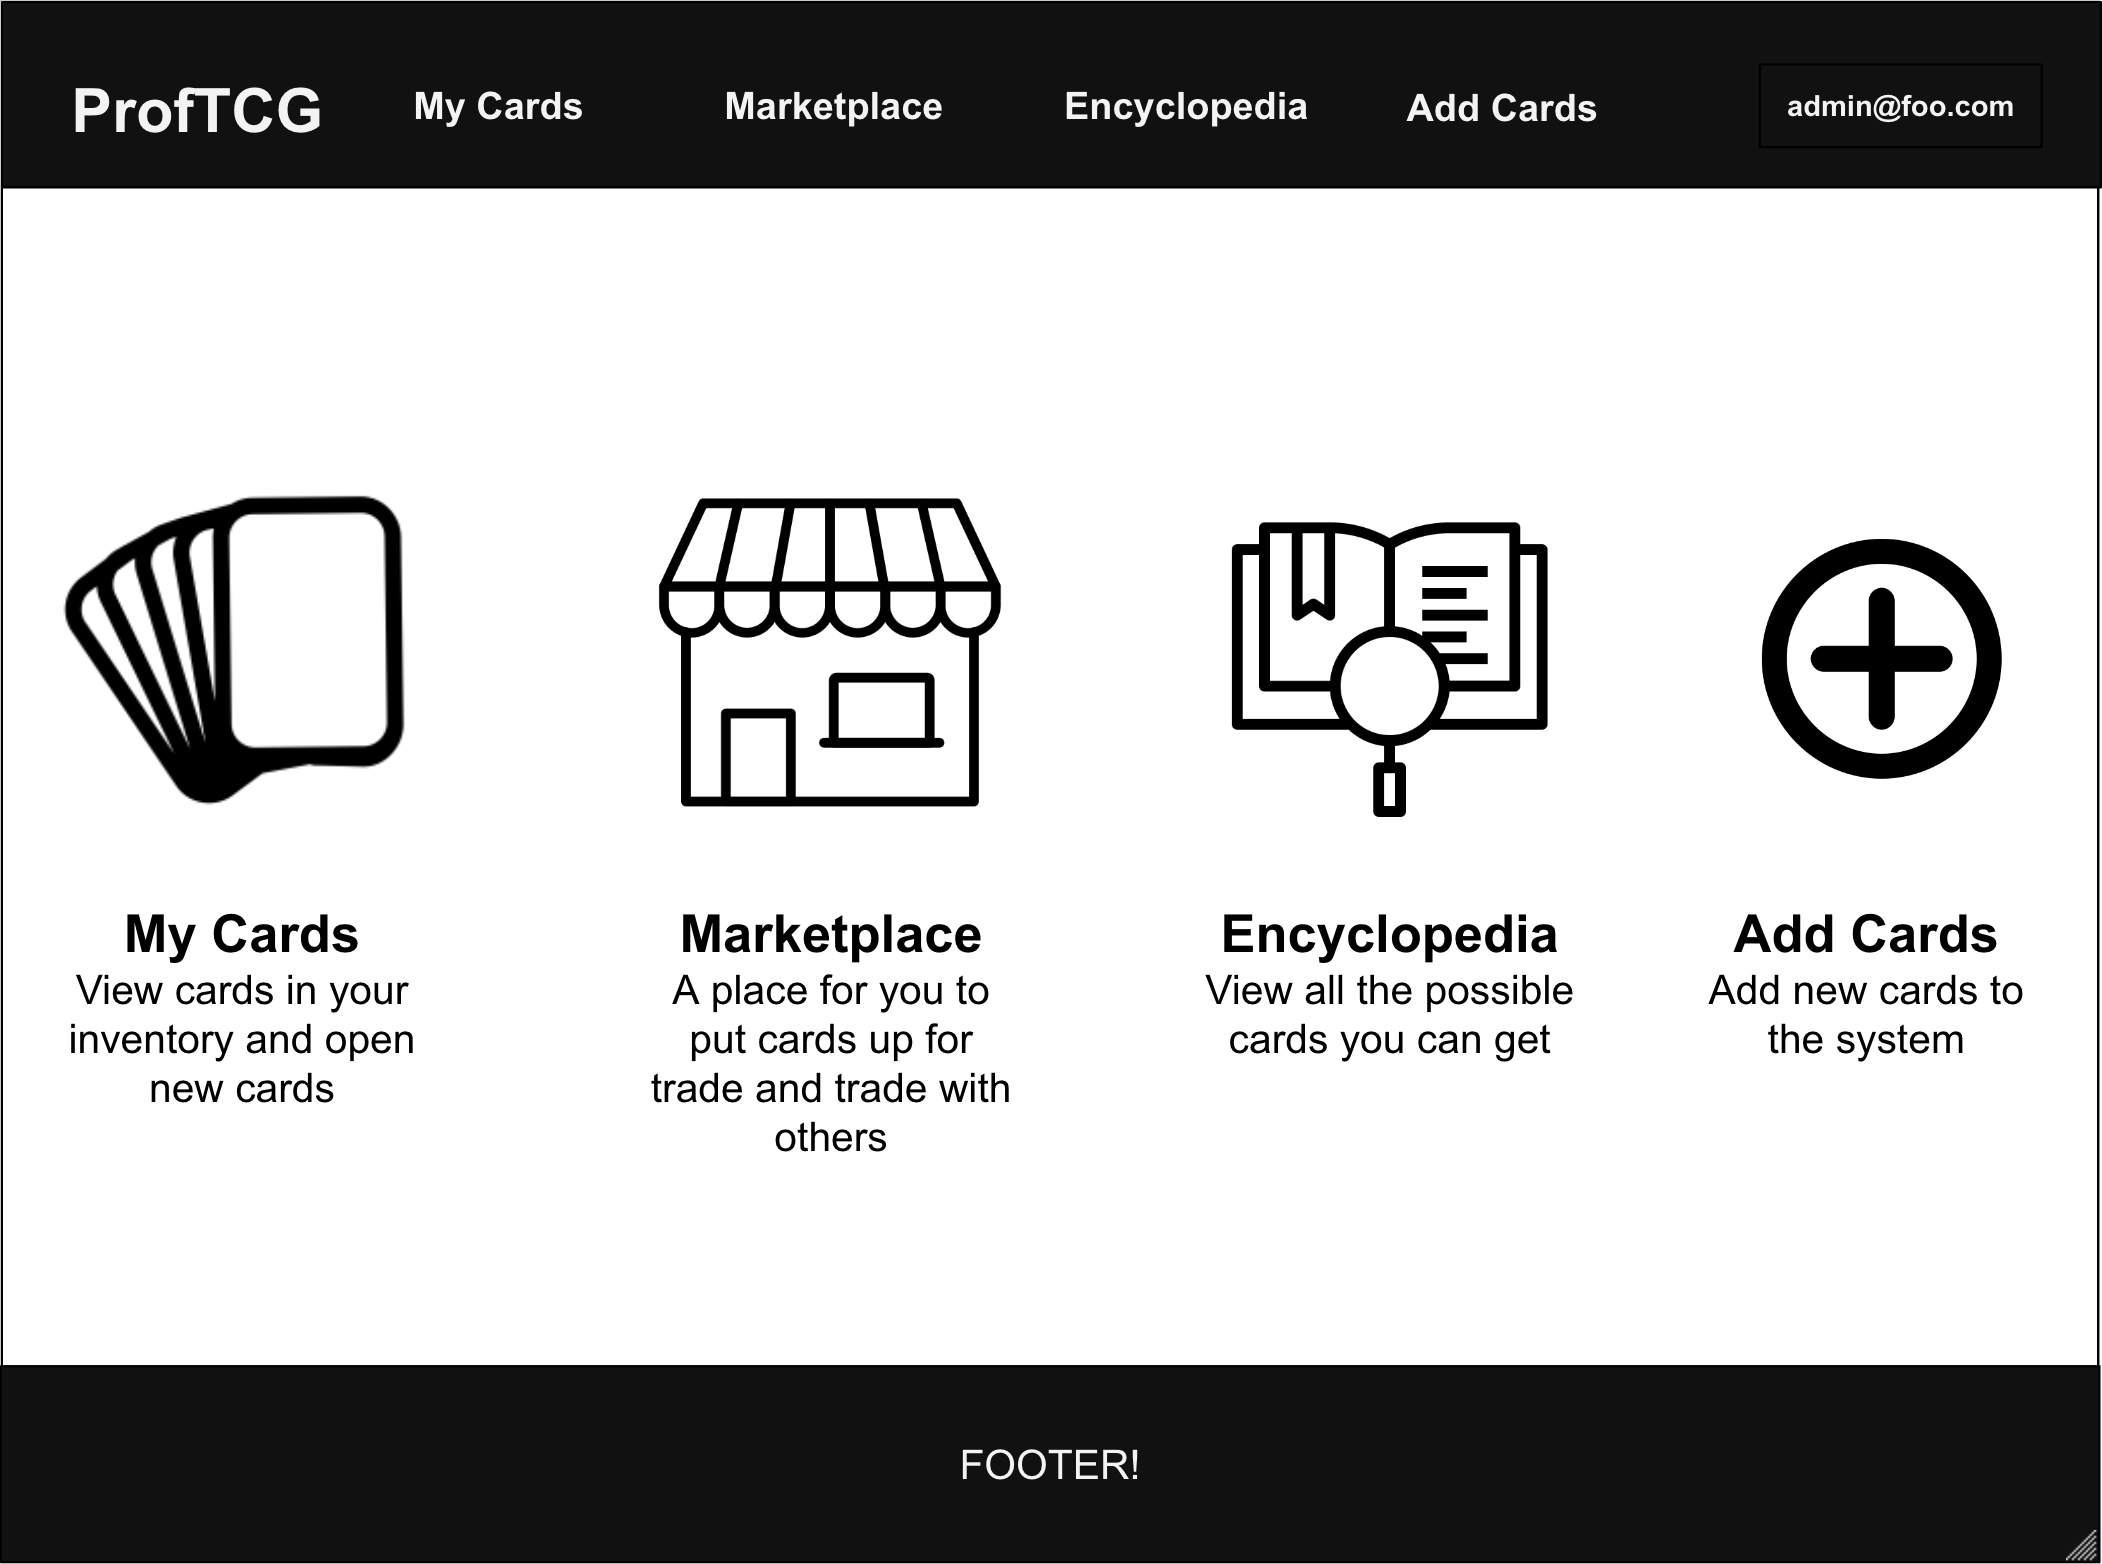 ProfTCG
My Cards
Marketplace
Encyclopedia
Add Cards
admin@foo.com
My Cards
View cards in your
inventory and open
new cards
Marketplace
A place for you to
put cards up for
trade and trade with
others
Encyclopedia
View all the possible
cards you can get
Add Cards
Add new cards to
the system
FOOTER!